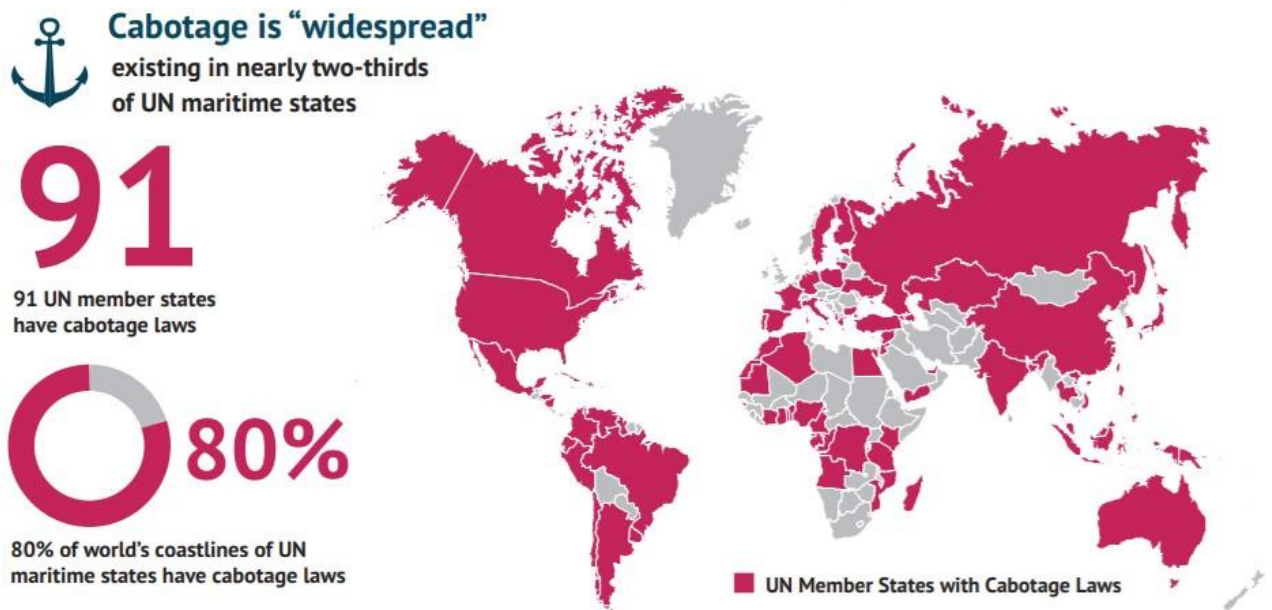 Cabotage is “widespread”
existing in nearly two-thirds
of UN maritime states
91
91 UN member states
have cabotage laws
80%
80% of world’s coastlines of UN
maritime states have cabotage laws
UN Member States with Cabotage Laws